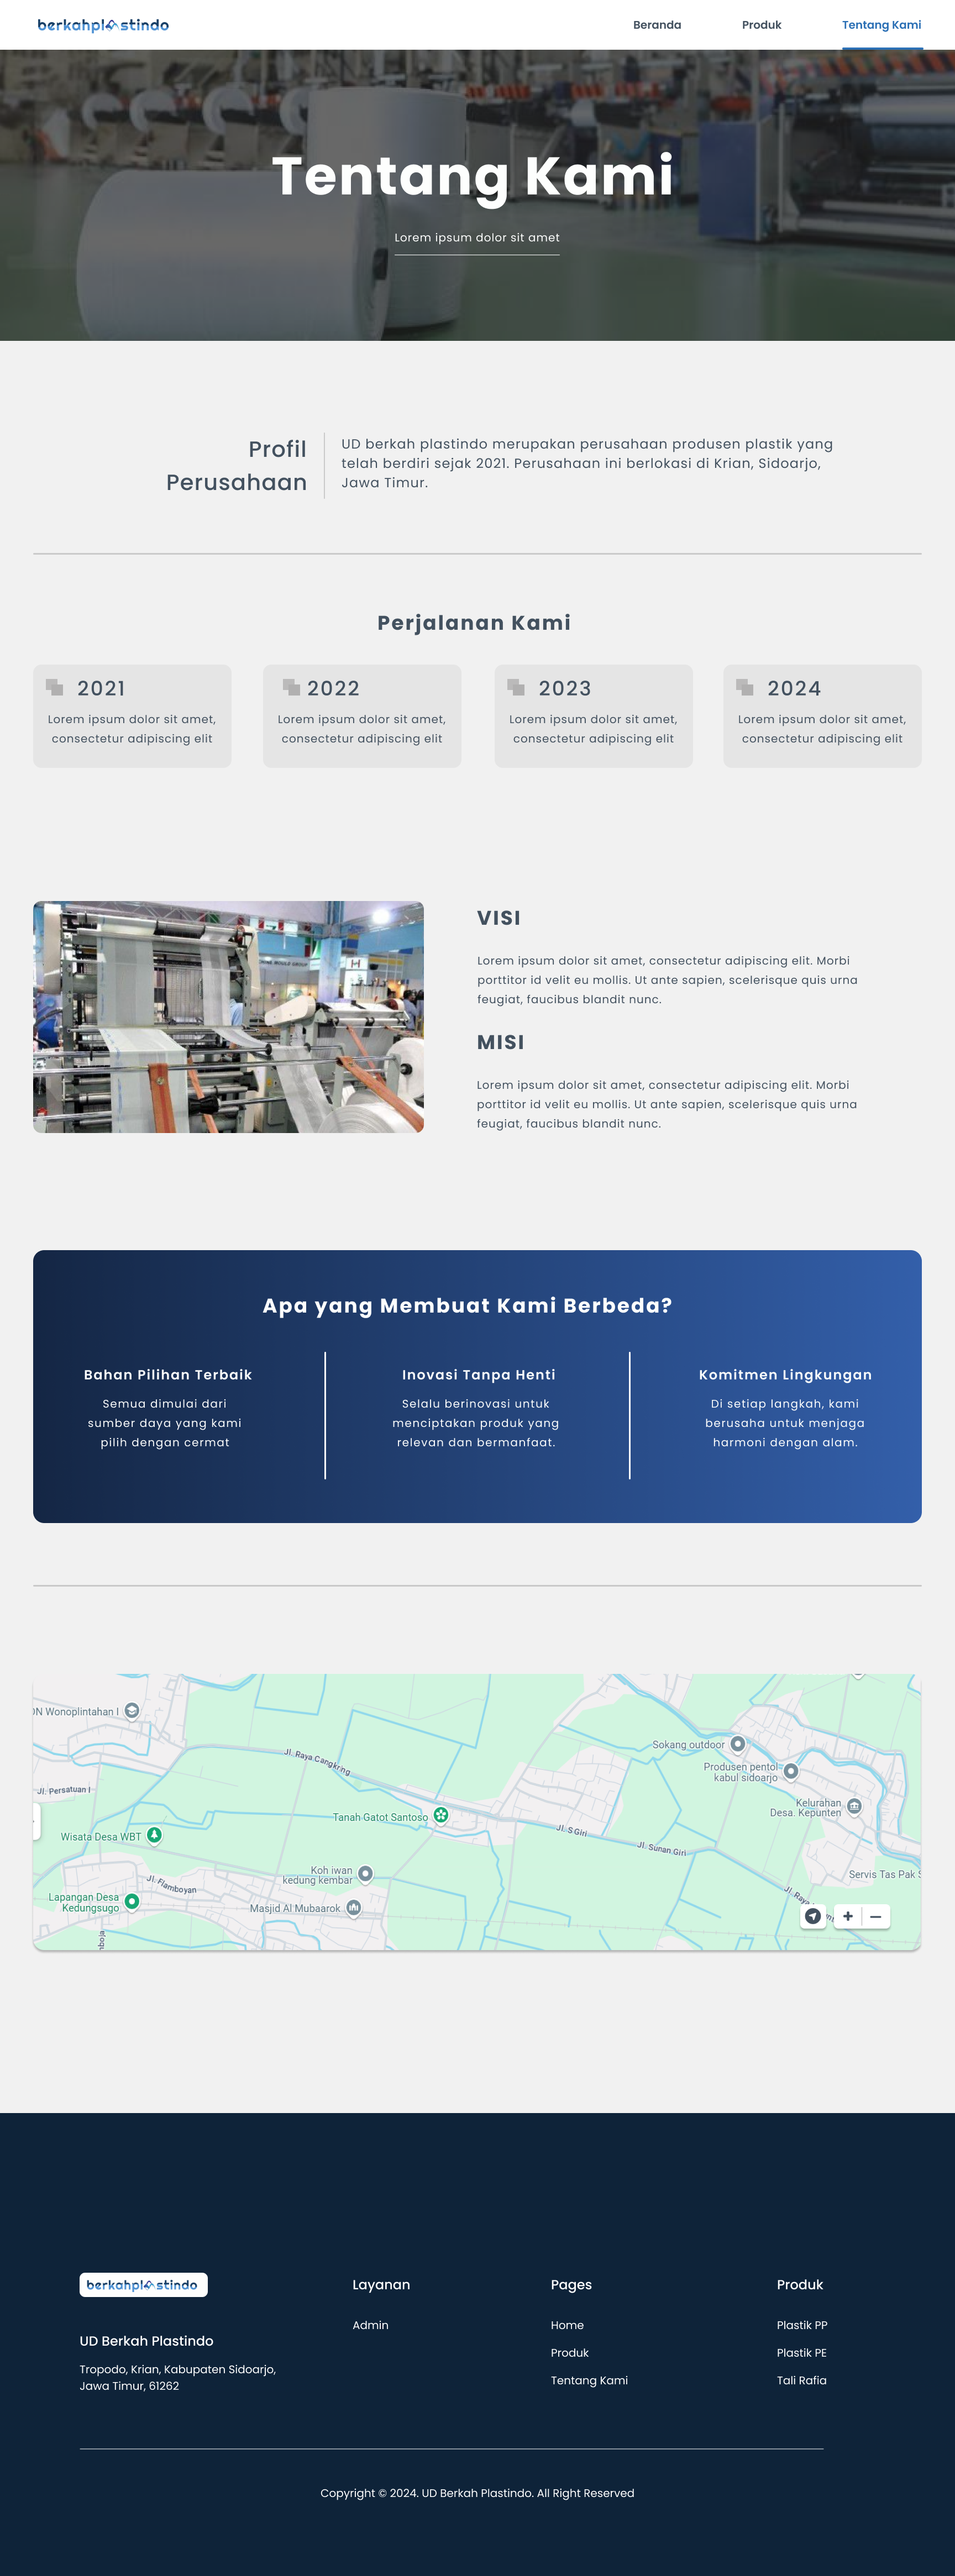 berkahplastindo
Beranda
Produk
Tentang Kami
Tentang Kami
Lorem ipsum dolor sit amet
Profil
Perusahaan
UD berkah plastindo merupakan perusahaan produsen plastik yang
telah berdiri sejak 2021. Perusahaan ini berlokasi di Krian, Sidoarjo,
Jawa Timur.
Perjalanan Kami
2021
Lorem ipsum dolor sit amet,
consectetur adipiscing elit
2022
Lorem ipsum dolor sit amet,
consectetur adipiscing elit
2023
Lorem ipsum dolor sit amet,
consectetur adipiscing elit
2024
Lorem ipsum dolor sit amet,
consectetur adipiscing elit
VISI
Lorem ipsum dolor sit amet, consectetur adipiscing elit. Morbi
porttitor id velit eu mollis. Ut ante sapien, scelerisque quis urna
feugiat, faucibus blandit nunc.
MISI
Lorem ipsum dolor sit amet, consectetur adipiscing elit. Morbi
porttitor id velit eu mollis. Ut ante sapien, scelerisque quis urna
feugiat, faucibus blandit nunc.
Apa yang Membuat Kami Berbeda?
Bahan Pilihan Terbaik
Semua dimulai dari
sumber daya yang kami
pilih dengan cermat
Inovasi Tanpa Henti
Selalu berinovasi untuk
menciptakan produk yang
relevan dan bermanfaat.
Komitmen Lingkungan
Di setiap langkah, kami
berusaha untuk menjaga
harmoni dengan alam.
Wonoplintahan I
Sokang outdoor
Jl. Raya Cangkring
Produsen pentol
kabul sidoarjo
Jl. Persatuan I
Kelurahan
Desa. Kepunten
Tanah Gatot Santoso
Jl. S Giri
Wisata Desa WBT
Jl. Sunan Giri
Koh iwan
kedung kembar
Servis Tas Pak
Jl. Flamboyan
Lapangan Desa
Kedungsugo
Masjid Al Mubaarok
Jl. Raya
berkahplastindo
UD Berkah Plastindo
Tropodo, Krian, Kabupaten Sidoarjo,
Jawa Timur, 61262
Layanan
Admin
Pages
Home
Produk
Tentang Kami
Produk
Plastik PP
Plastik PE
Tali Rafia
Copyright © 2024. UD Berkah Plastindo. All Right Reserved